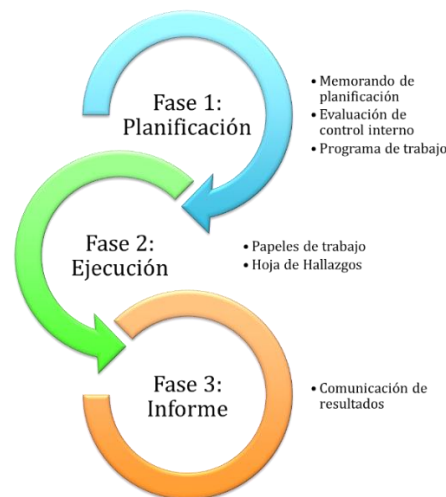 Fase 1:
Planificación
• Memorando de
planificación
• Evaluación de
control interno
• Programa de trabajo
Fase 2:
Ejecución
• Papeles de trabajo
• Hoja de Hallazgos
Fase 3:
Informe
• Comunicación de
resultados